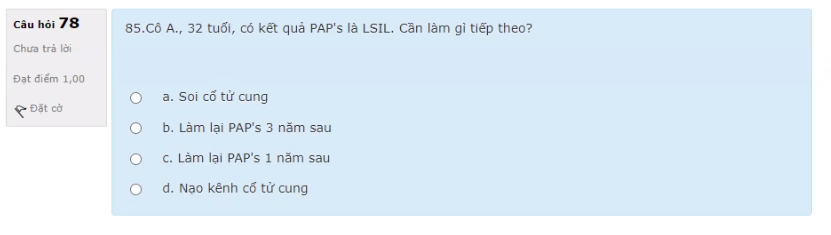 Câu hỏi 78
Chưa trả lời
Đạt điểm 1,00
Đặt cờ
85.Cô A., 32 tuổi, có kết quả PAP's là LSIL. Cần làm gì tiếp theo?
a. Soi cổ tử cung
b. Làm lại PAP's 3 năm sau
c. Làm lại PAP's 1 năm sau
d. Nạo kênh cổ tử cung